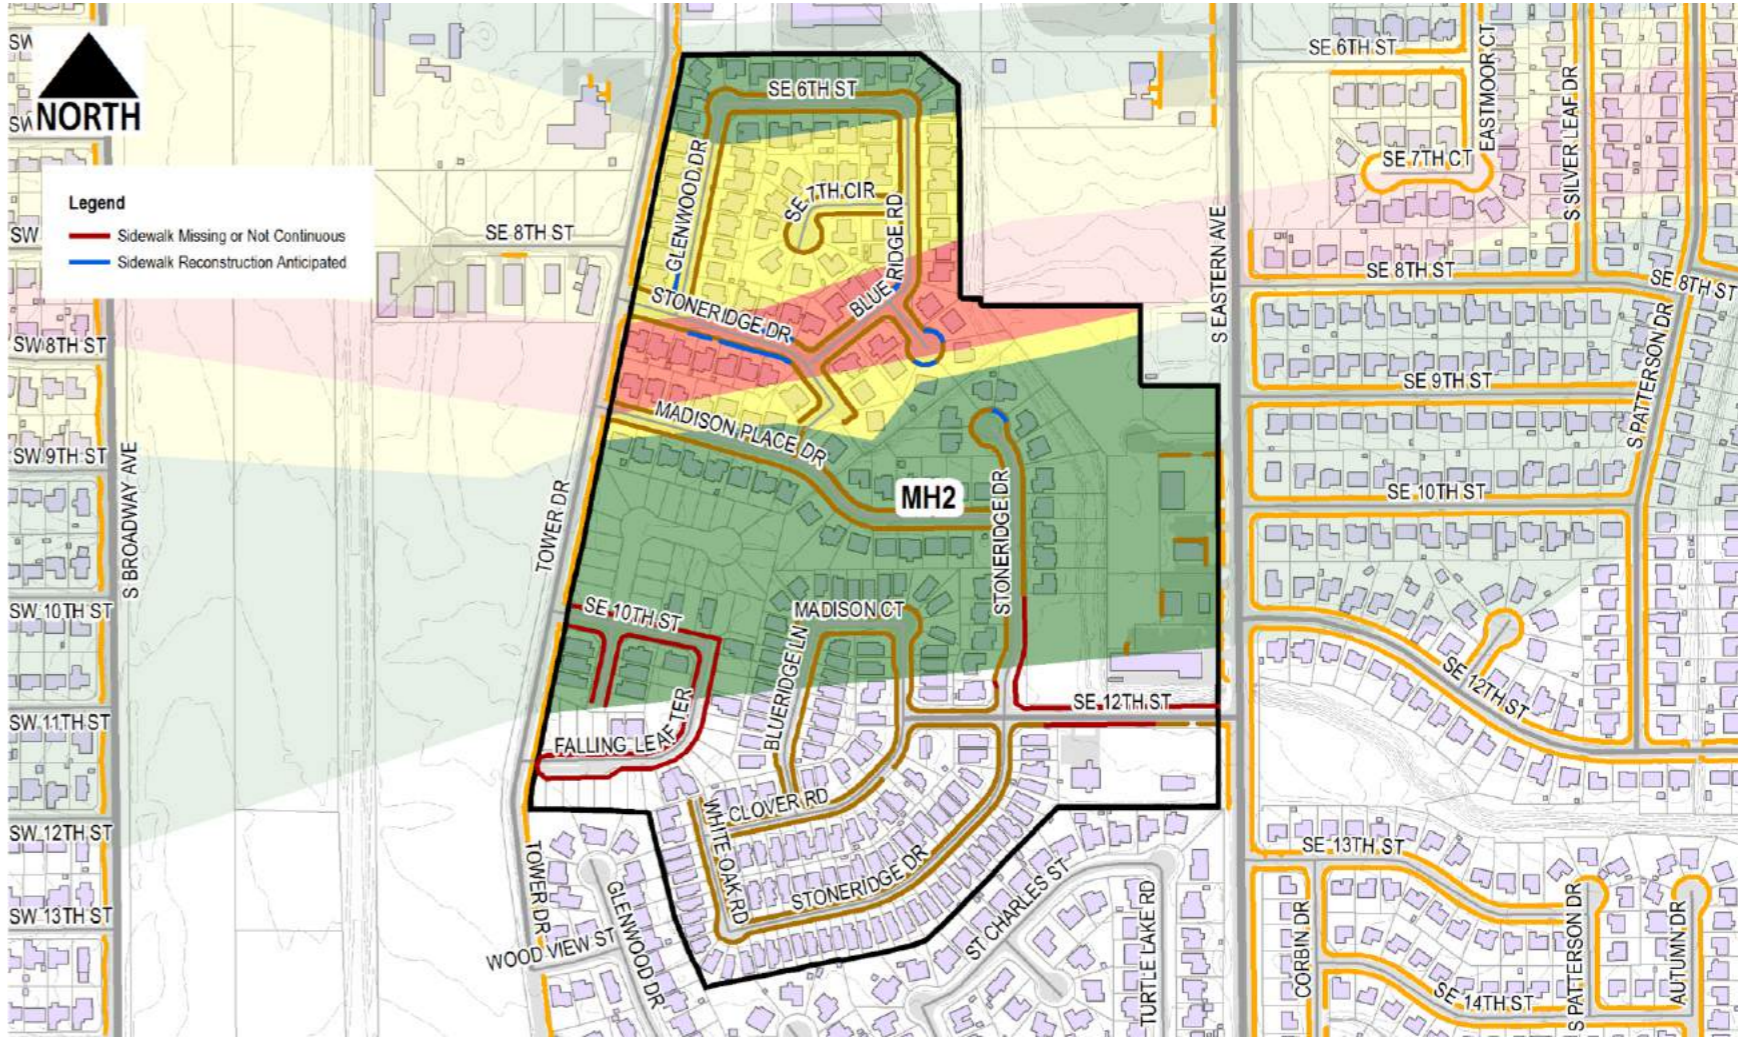 SW
NORTH
SW
Legend
Sidewalk Missing or Not Continuous
Sidewalk Reconstruction Anticipated
SW
SW 8TH ST
SW 9TH ST
SW 10TH ST
SW 11TH ST
SW 12TH ST
SW 13TH ST
S BROADWAY AVE
SE 8TH ST
TOWER DR
TOWER DR
WOOD VIEW ST
GLENWOOD DR
SE 6TH ST
GLENWOOD DR
SE 7TH CIR
BLUE RIDGE RD
STONERIDGE DR
MADISON PLACE DR
MH2
STONERIDGE DR
SE 10TH ST
MADISON CT
BLUERIDGE LN
FALLING LEAF TER
SE 12TH ST
CLOVER RD
WHITE OAK RD
STONERIDGE DR
ST CHARLES ST
TURTLE LAKE RD
S EASTERN AVE
SE 6TH ST
EASTMOOR CT
SE 7TH CT
S SILVER LEAF DR
SE 8TH ST
SE 8TH ST
SE 9TH ST
S PATTERSON DR
SE 10TH ST
SE 12TH ST
SE 13TH ST
CORBIN DR
SE 14TH ST
S PATTERSON DR
AUTUMN DR